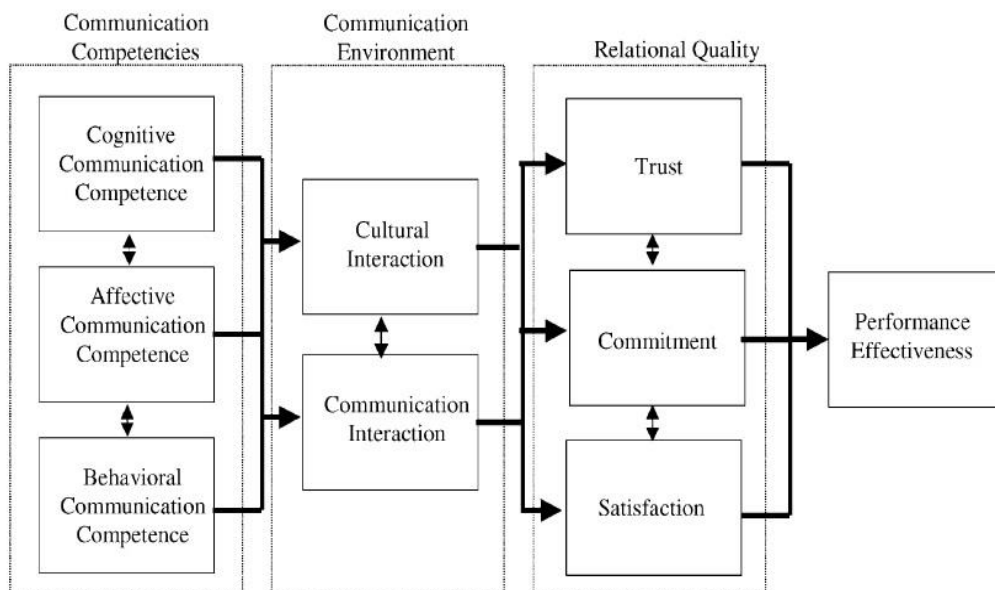 Communication
Competencies
Communication
Environment
Relational Quality
Cognitive
Communication
Competence
Affective
Communication
Competence
Behavioral
Communication
Competence
Cultural
Interaction
Communication
Interaction
Trust
Commitment
Satisfaction
Performance
Effectiveness